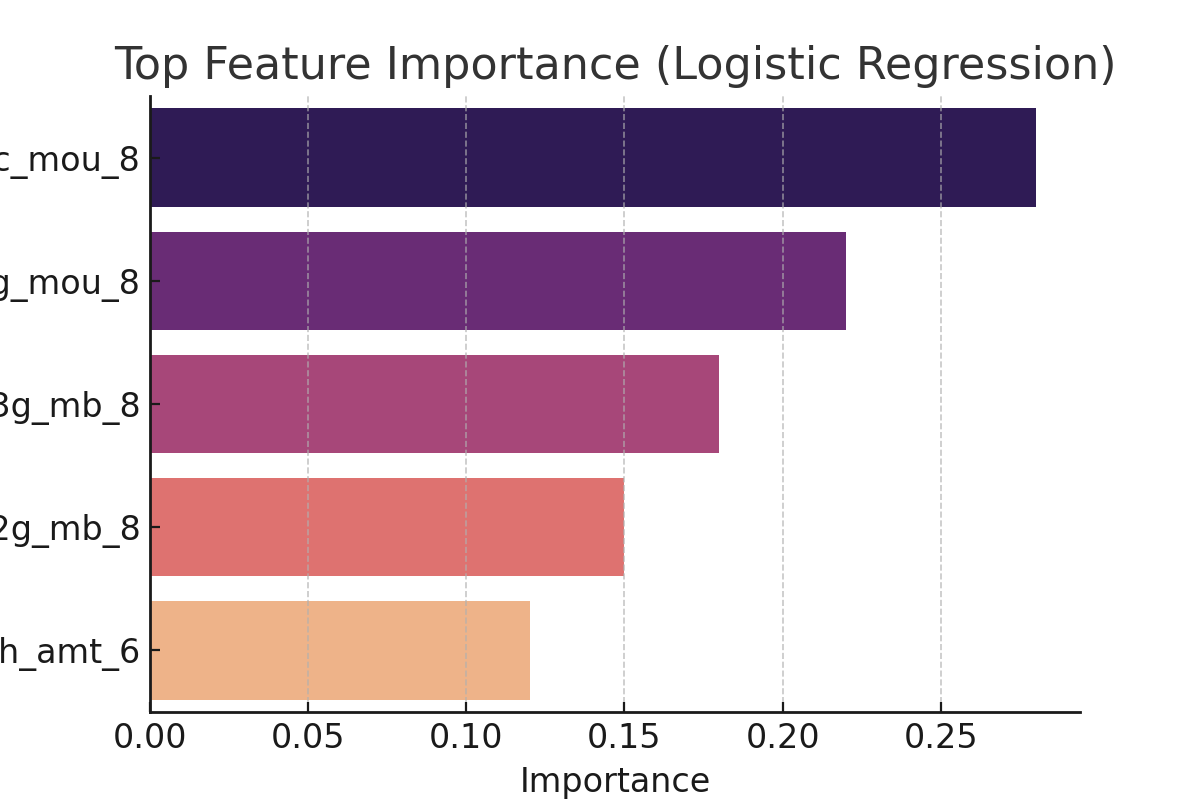 Top Feature Importance (Logistic Regression)
c_mou_8
g_mou_8
3g_mb_8
2g_mb_8
h_amt_6
0.00 0.05 0.10 0.15 0.20 0.25
Importance